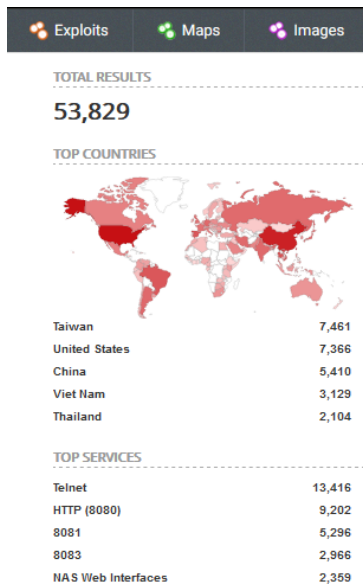 Exploits Maps Images
TOTAL RESULTS
53,829
TOP COUNTRIES
Taiwan 7,461
United States 7,366
China 5,410
Viet Nam 3,129
Thailand 2,104
TOP SERVICES
Telnet 13,416
HTTP (8080) 9,202
8081 5,296
8083 2,966
NAS Web Interfaces 2,359